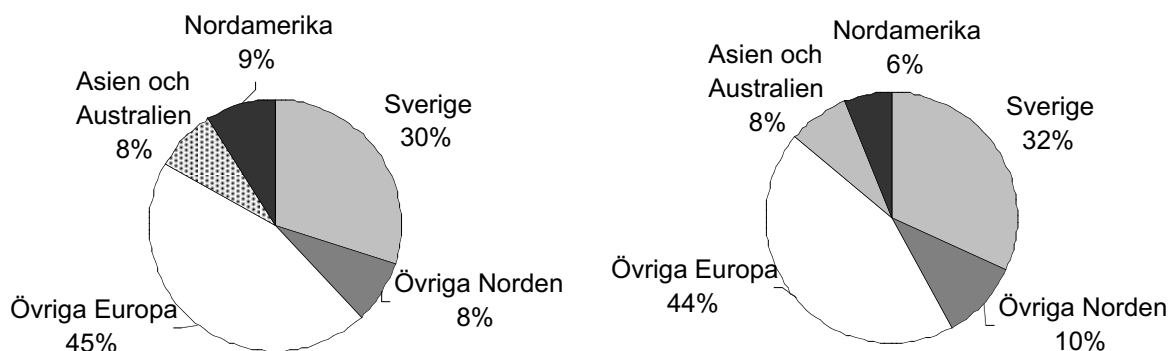 Nordamerika
9%
Asien och
Australien
8%
Sverige
30%
Övriga Norden
8%
Övriga Europa
45%
Nordamerika
6%
Asien och
Australien
8%
Sverige
32%
Övriga Europa
44%
Övriga Norden
10%